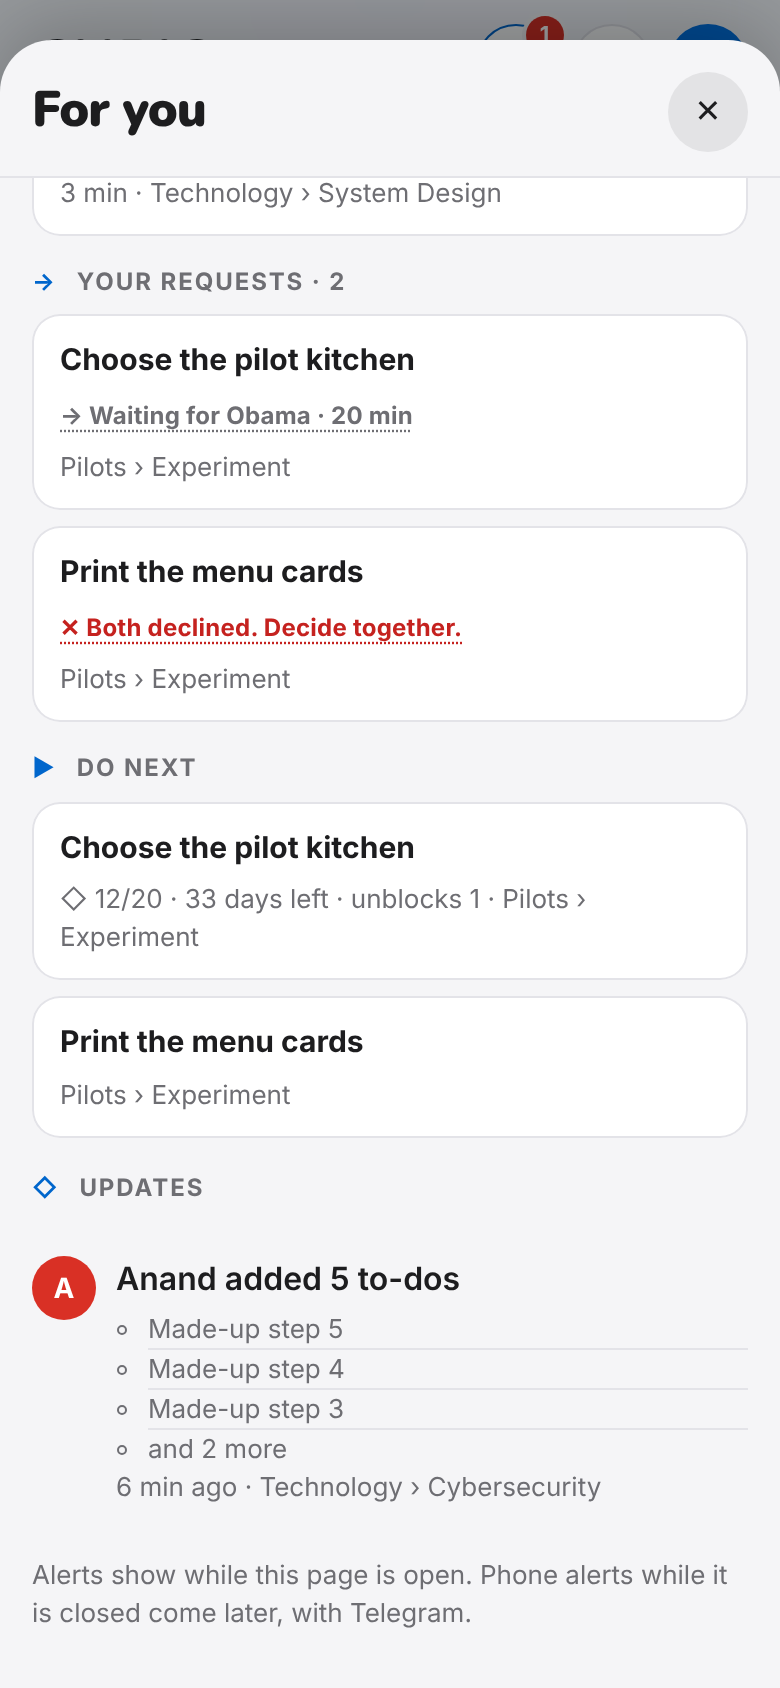 1
For you
3 min · Technology › System Design
→ YOUR REQUESTS · 2
Choose the pilot kitchen
→ Waiting for Obama · 20 min
Pilots › Experiment
Print the menu cards
✕ Both declined. Decide together.
Pilots › Experiment
▶ DO NEXT
Choose the pilot kitchen
◇ 12/20 · 33 days left · unblocks 1 · Pilots ›
Experiment
Print the menu cards
Pilots › Experiment
◇ UPDATES
A
Anand added 5 to-dos
Made-up step 5
Made-up step 4
Made-up step 3
and 2 more
6 min ago · Technology › Cybersecurity
Alerts show while this page is open. Phone alerts while it
is closed come later, with Telegram.